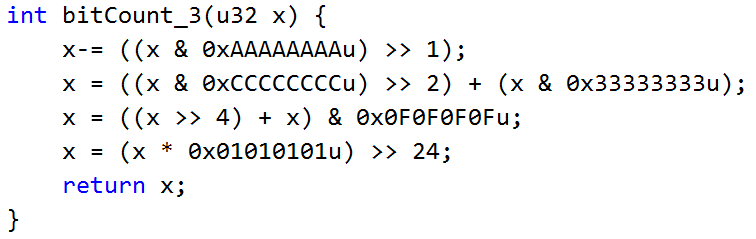 int bitCount_3(u32 x) {
    x-= ((x & 0xAAAAAAAAu) >> 1);
    x = ((x & 0xCCCCCCCCu) >> 2) + (x & 0x33333333u);
    x = ((x >> 4) + x) & 0x0F0F0F0Fu;
    x = (x * 0x01010101u) >> 24;
    return x;
}